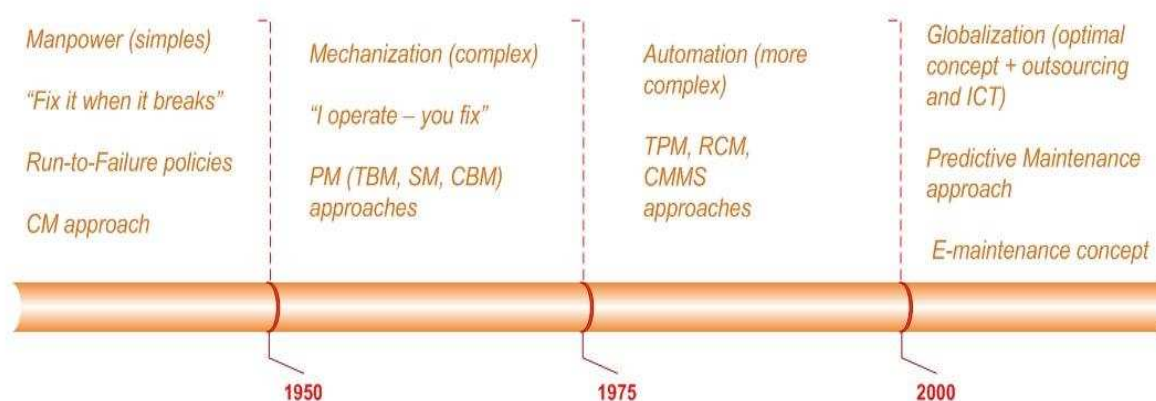 Manpower (simples)
“Fix it when it breaks”
Run-to-Failure policies
CM approach
Mechanization (complex)
“I operate – you fix”
PM (TBM, SM, CBM)
approaches
Automation (more
complex)
TPM, RCM,
CMMS
approaches
Globalization (optimal
concept + outsourcing
and ICT)
Predictive Maintenance
approach
E-maintenance concept
1950
1975
2000